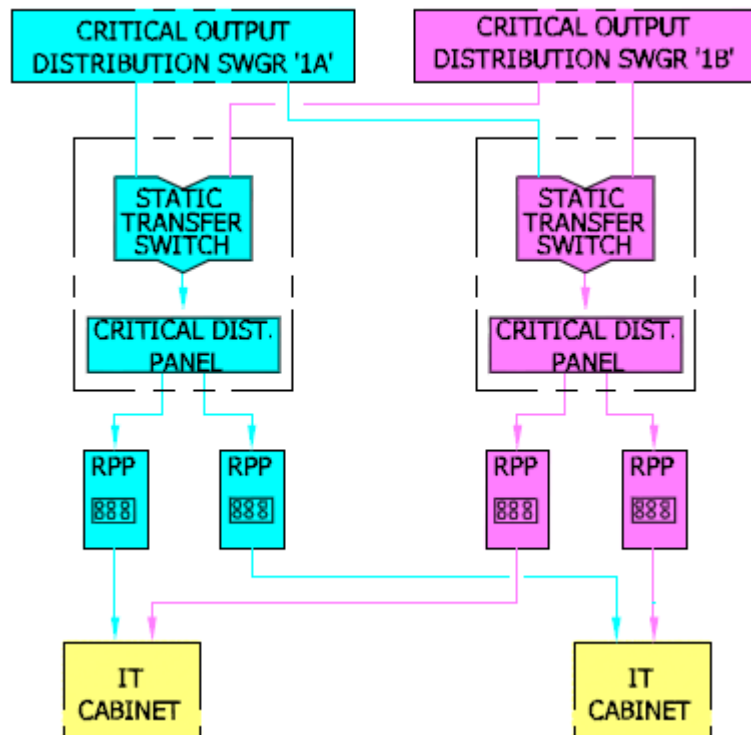 CRITICAL OUTPUT
DISTRIBUTION SWGR '1A'
CRITICAL OUTPUT
DISTRIBUTION SWGR '1B'
STATIC
TRANSFER
SWITCH
STATIC
TRANSFER
SWITCH
CRITICAL DIST.
PANEL
CRITICAL DIST.
PANEL
RPP
888
RPP
888
RPP
888
RPP
888
IT
CABINET
IT
CABINET